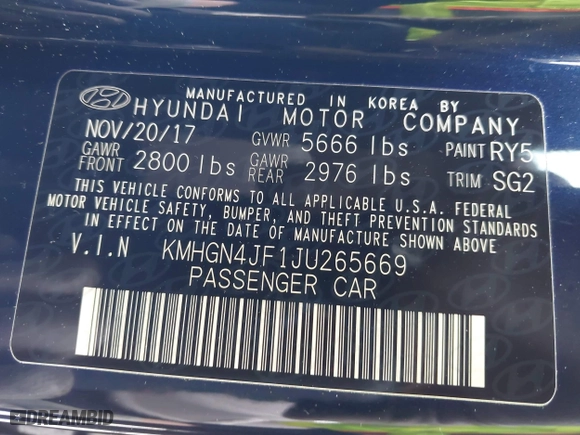 MANUFACTURED IN KOREA BY
HYUNDAI MOTOR COMPANY
NOV/20/17 GVWR 5666 lbs PAINT RY5
GAWR FRONT 2800 lbs GAWR REAR 2976 lbs TRIM SG2
THIS VEHICLE CONFORMS TO ALL APPLICABLE U.S.A. FEDERAL
MOTOR VEHICLE SAFETY, BUMPER, AND THEFT PREVENTION STANDARDS
IN EFFECT ON THE DATE OF MANUFACTURE SHOWN ABOVE
V.I.N KMHGN4JF1JU265669
PASSENGER CAR
DREAMBID